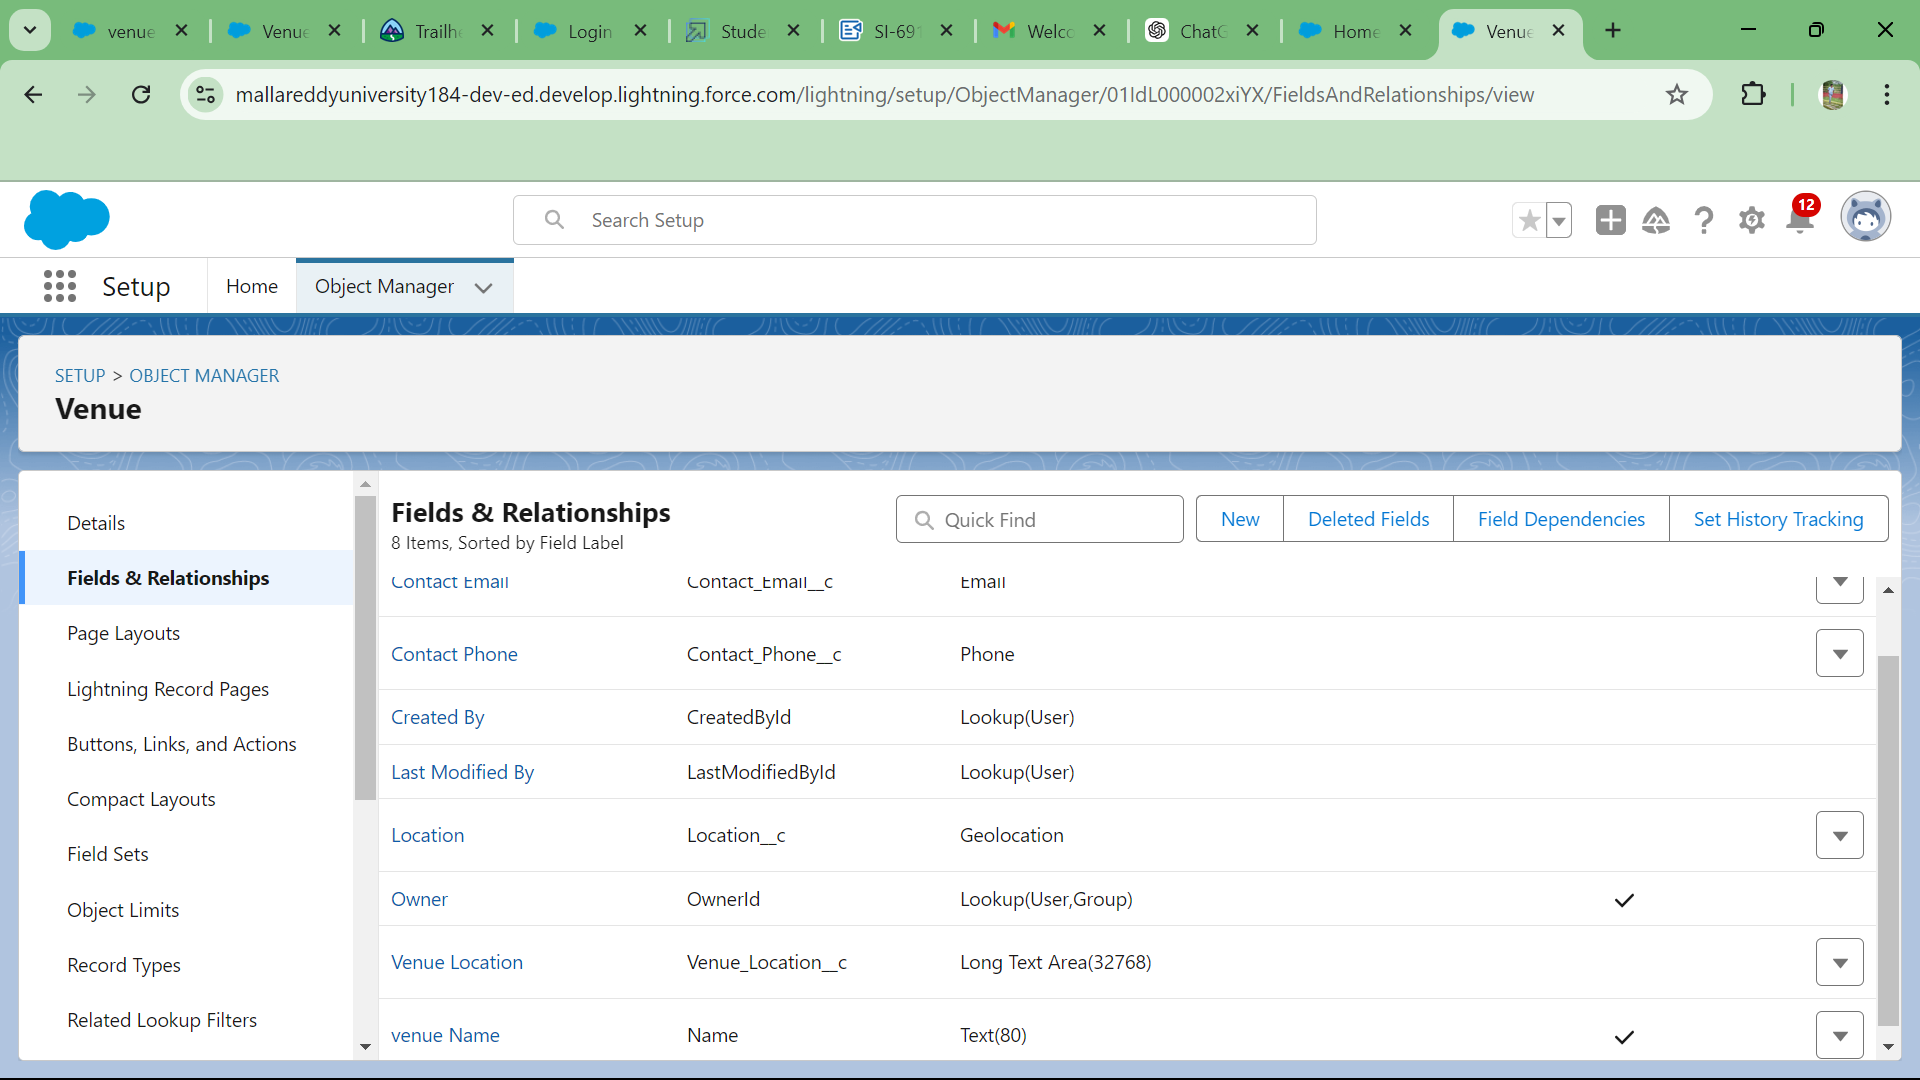 venue
Venue
Trailh
Login
Stude
SI-691
Welco
ChatG
Home
Venue
mallareddyuniversity184-dev-ed.develop.lightning.force.com/lightning/setup/ObjectManager/01IdL000002xiYX/FieldsAndRelationships/view
Search Setup
12
Setup
Home
Object Manager
SETUP > OBJECT MANAGER
Venue
Details
Fields & Relationships
Page Layouts
Lightning Record Pages
Buttons, Links, and Actions
Compact Layouts
Field Sets
Object Limits
Record Types
Related Lookup Filters
Fields & Relationships
8 Items, Sorted by Field Label
Quick Find
New
Deleted Fields
Field Dependencies
Set History Tracking
Contact Email Contact_Email__c Email
Contact Phone Contact_Phone__c Phone
Created By CreatedById Lookup(User)
Last Modified By LastModifiedById Lookup(User)
Location Location__c Geolocation
Owner OwnerId Lookup(User,Group)
Venue Location Venue_Location__c Long Text Area(32768)
venue Name Name Text(80)